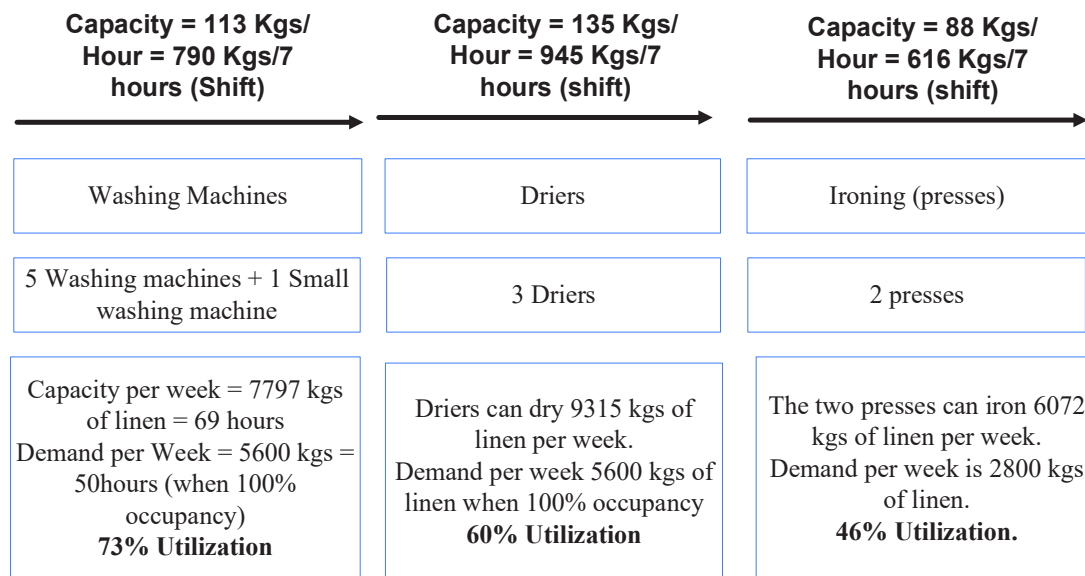 Capacity = 113 Kgs/
Hour = 790 Kgs/7
hours (Shift)
Capacity = 135 Kgs/
Hour = 945 Kgs/7
hours (shift)
Capacity = 88 Kgs/
Hour = 616 Kgs/7
hours (shift)
Washing Machines
Driers
Ironing (presses)
5 Washing machines + 1 Small
washing machine
3 Driers
2 presses
Capacity per week = 7797 kgs
of linen = 69 hours
Demand per Week = 5600 kgs =
50hours (when 100%
occupancy)
73% Utilization
Driers can dry 9315 kgs of
linen per week.
Demand per week 5600 kgs of
linen when 100% occupancy
60% Utilization
The two presses can iron 6072
kgs of linen per week.
Demand per week is 2800 kgs
of linen.
46% Utilization.